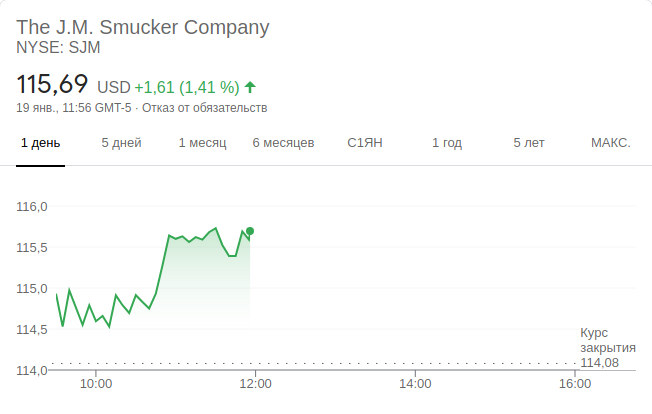 The J.M. Smucker Company
NYSE: SJM
115,69 USD +1,61 (1,41 %)
19 янв., 11:56 GMT-5 · Отказ от обязательств
1 день 5 дней 1 месяц 6 месяцев С1ЯН 1 год 5 лет МАКС.
116,0
115,5
115,0
114,5
114,0
Курс
закрытия
114,08
10:00 12:00 14:00 16:00